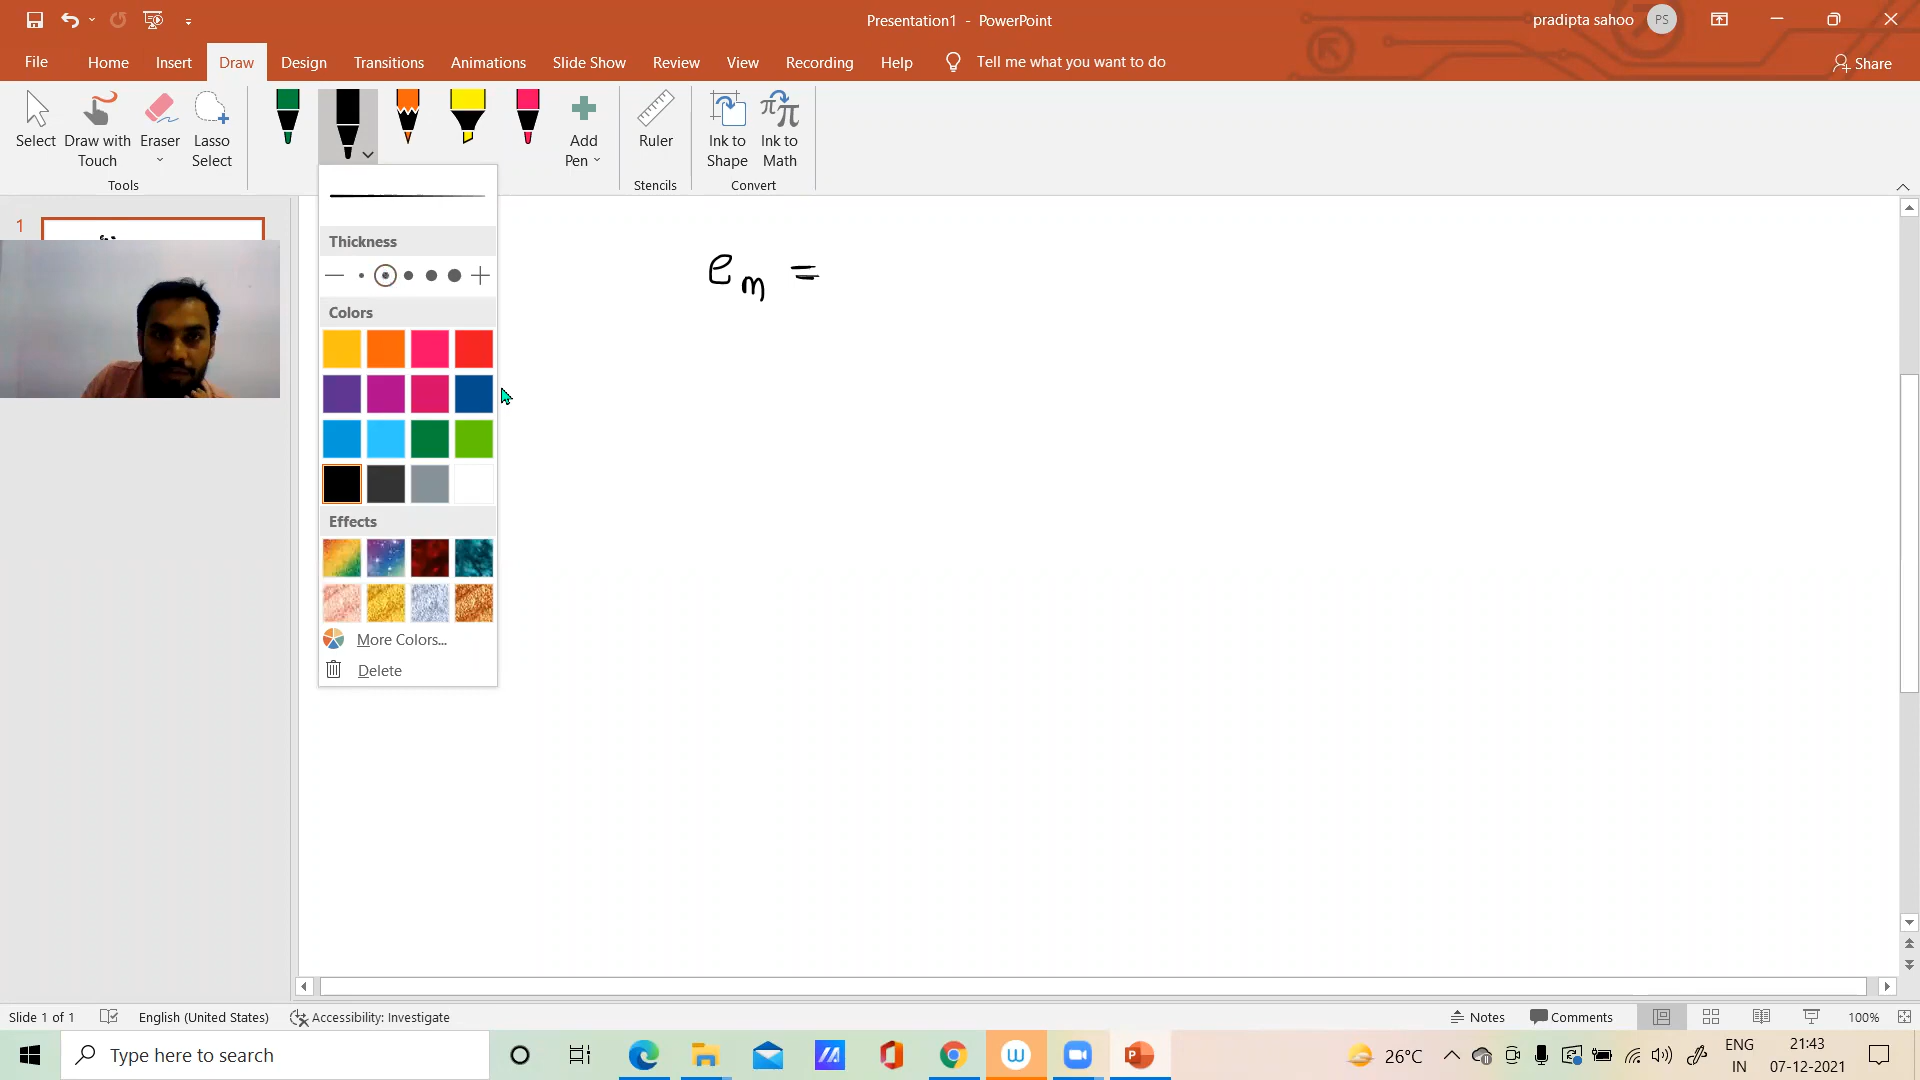 Presentation1 - PowerPoint
pradipta sahoo PS
File Home Insert Draw Design Transitions Animations Slide Show Review View Recording Help Tell me what you want to do Share
Select
Draw with Touch
Eraser
Lasso Select
Add Pen
Ruler
Ink to Shape
Ink to Math
Tools Stencils Convert
1
Thickness
Colors
Effects
More Colors...
Delete
em =
Slide 1 of 1 English (United States) Accessibility: Investigate Notes Comments 100%
Type here to search
26°C
ENG
IN
21:43
07-12-2021